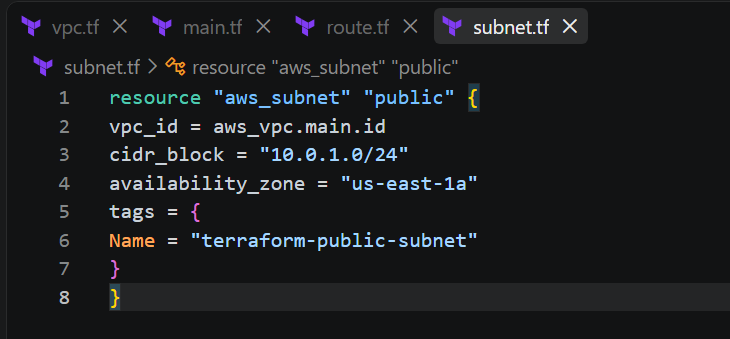 vpc.tf main.tf route.tf subnet.tf
subnet.tf > resource "aws_subnet" "public"
1 resource "aws_subnet" "public" {
2 vpc_id = aws_vpc.main.id
3 cidr_block = "10.0.1.0/24"
4 availability_zone = "us-east-1a"
5 tags = {
6 Name = "terraform-public-subnet"
7 }
8 }